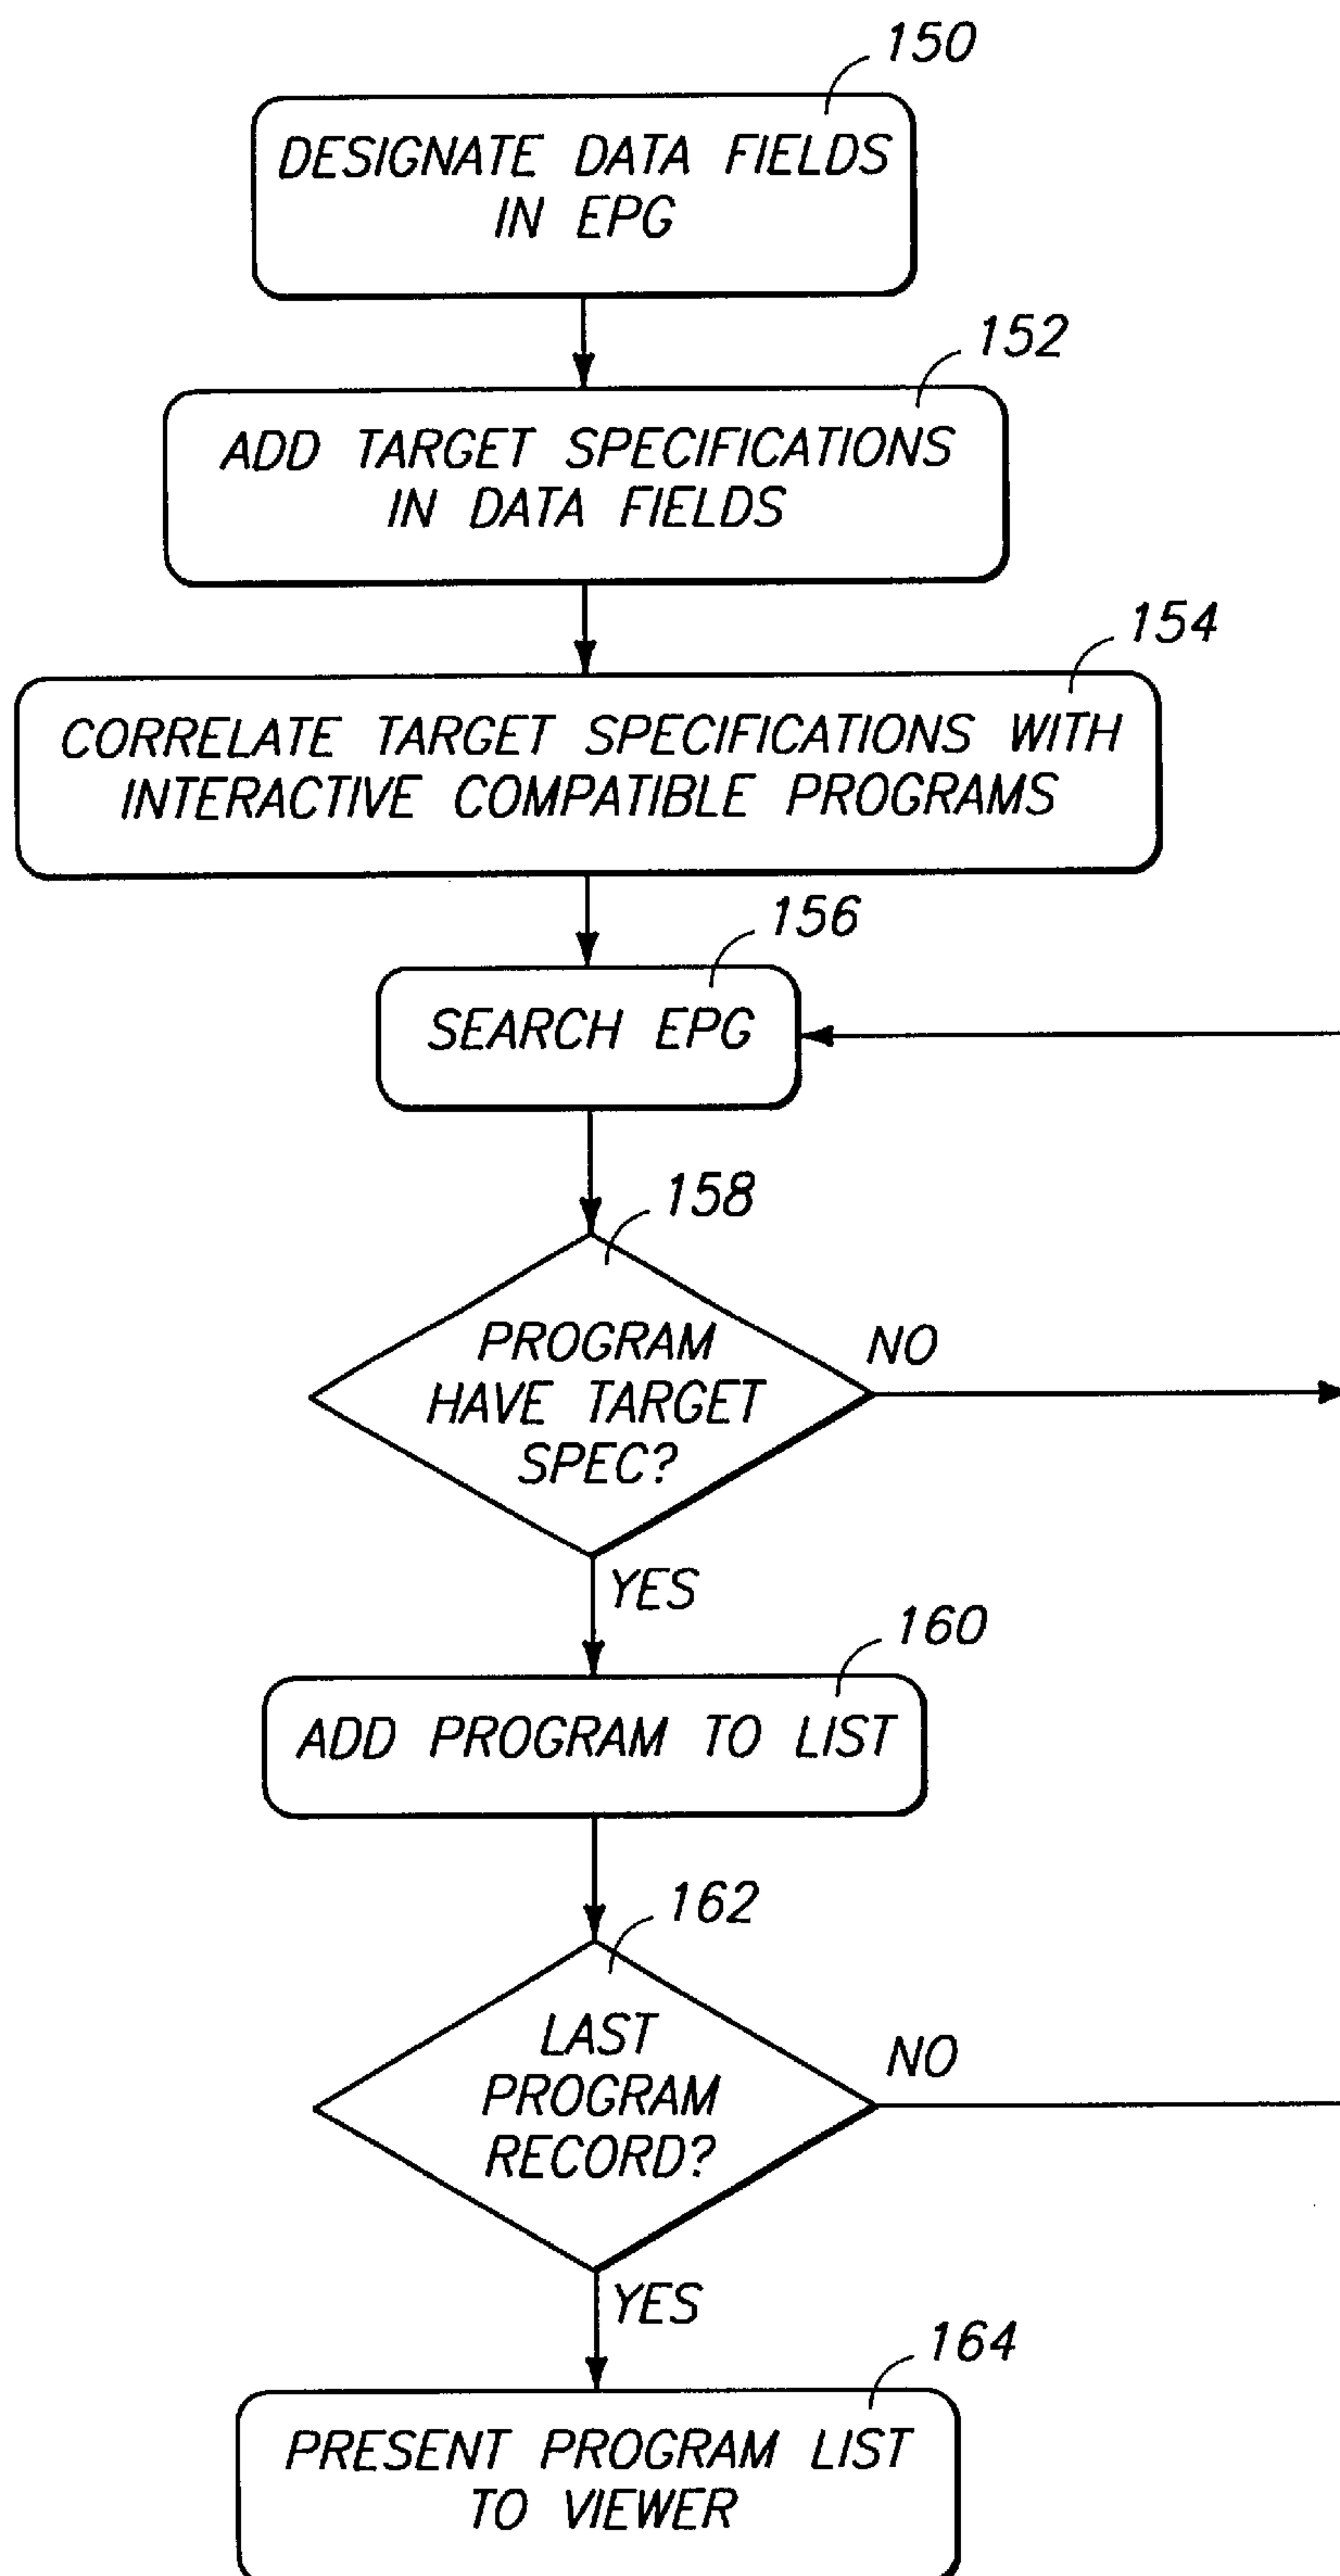 150
DESIGNATE DATA FIELDS
IN EPG
152
ADD TARGET SPECIFICATIONS
IN DATA FIELDS
154
CORRELATE TARGET SPECIFICATIONS WITH
INTERACTIVE COMPATIBLE PROGRAMS
156
SEARCH EPG
158
PROGRAM
HAVE TARGET
SPEC?
NO
YES
160
ADD PROGRAM TO LIST
162
LAST
PROGRAM
RECORD?
NO
YES
164
PRESENT PROGRAM LIST
TO VIEWER